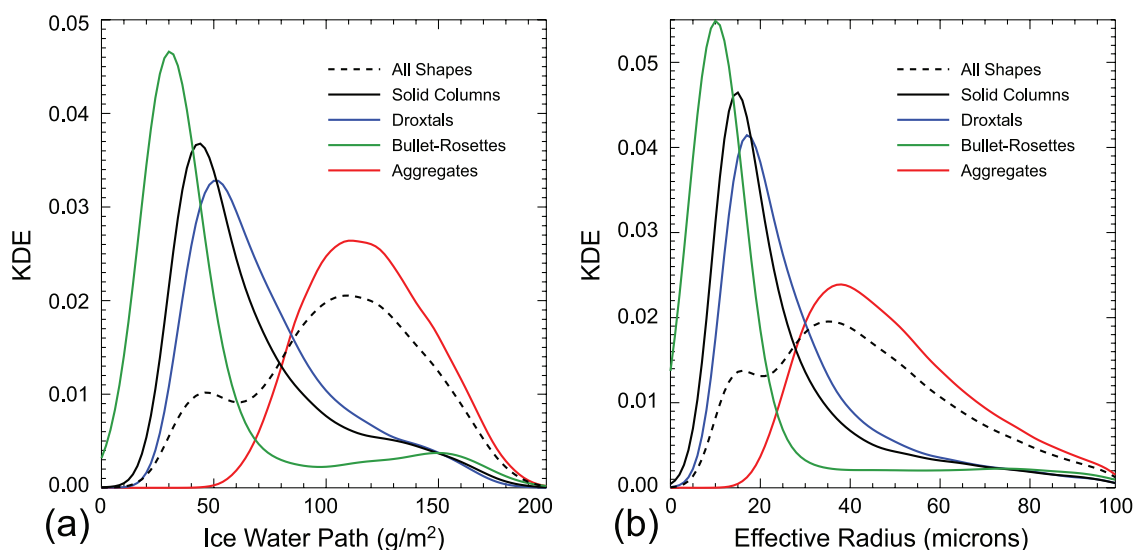 0.05
0.04
0.03
0.02
0.01
0.00
KDE
All Shapes
Solid Columns
Droxtals
Bullet-Rosettes
Aggregates
0
50
100
150
200
(a)
Ice Water Path (g/m²)
0.05
0.04
0.03
0.02
0.01
0.00
KDE
All Shapes
Solid Columns
Droxtals
Bullet-Rosettes
Aggregates
0
20
40
60
80
100
(b)
Effective Radius (microns)